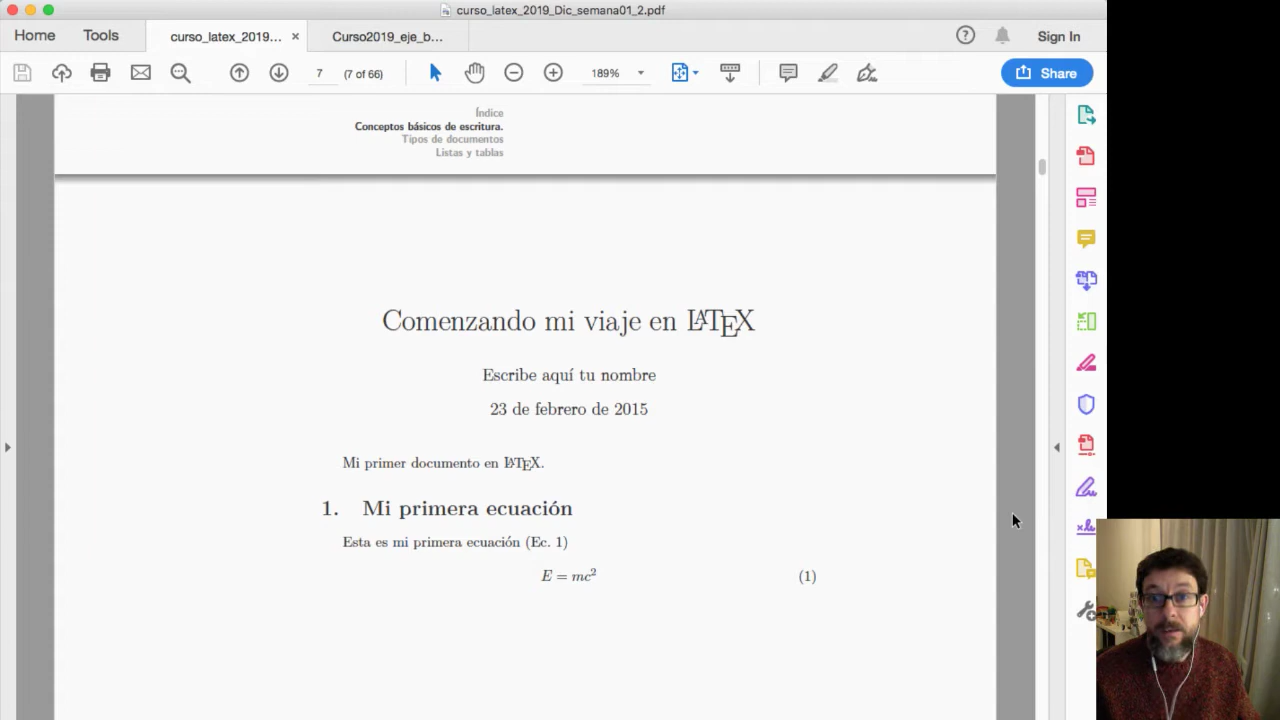 curso_latex_2019_Dic_semana01_2.pdf
Home Tools curso_latex_2019... × Curso2019_eje_b... Sign In
7 (7 of 66) 189% Share
Índice
Conceptos básicos de escritura.
Tipos de documentos
Listas y tablas
Comenzando mi viaje en LATEX
Escribe aquí tu nombre
23 de febrero de 2015
Mi primer documento en LATEX.
1. Mi primera ecuación
Esta es mi primera ecuación (Ec. 1)
E = mc² (1)